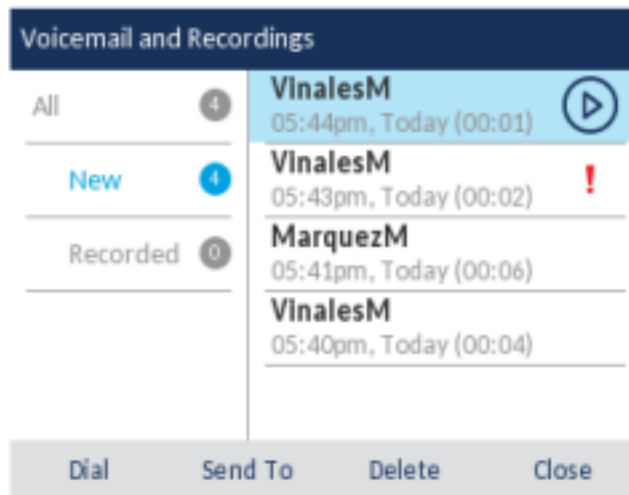 Voicemail and Recordings
All 4
New 4
Recorded 0
VinalesM
05:44pm, Today (00:01)
VinalesM
05:43pm, Today (00:02)
!
MarquezM
05:41pm, Today (00:06)
VinalesM
05:40pm, Today (00:04)
Dial Send To Delete Close